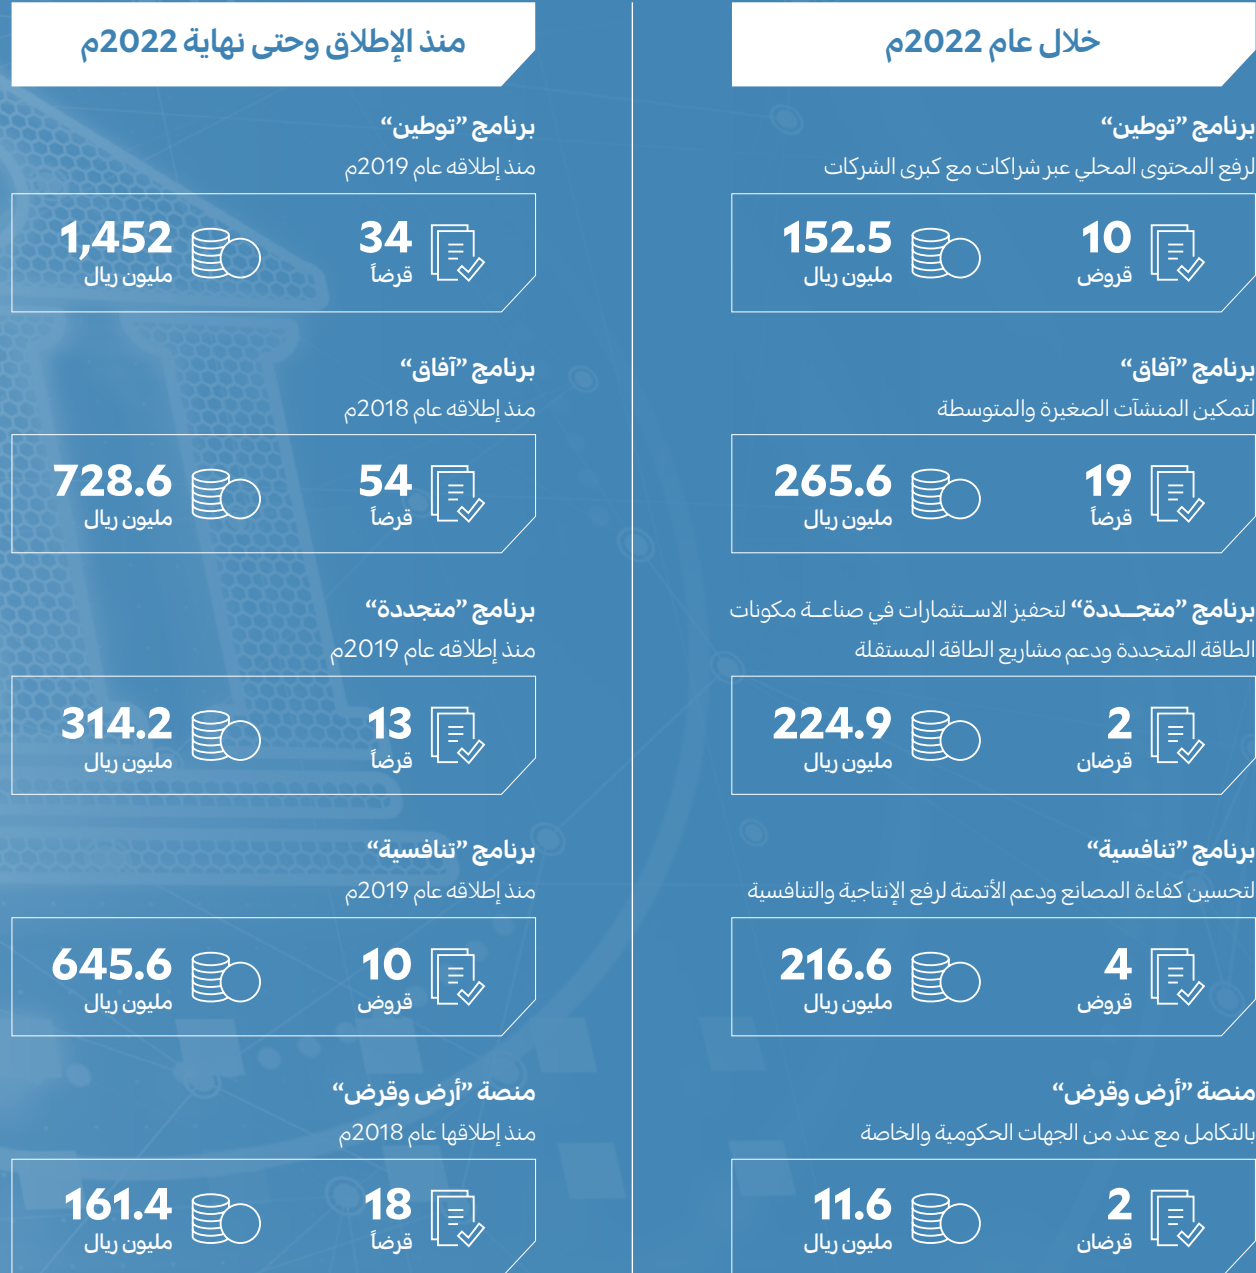 خلال عام 2022م
برنامج ”توطين“
لرفع المحتوى المحلي عبر شراكات مع كبرى الشركات
10
قروض
152.5
مليون ريال
برنامج ”آفاق“
لتمكين المنشآت الصغيرة والمتوسطة
19
قرضاً
265.6
مليون ريال
برنامج ”متجــددة“ لتحفيز الاســتثمارات في صناعــة مكونات
الطاقة المتجددة ودعم مشاريع الطاقة المستقلة
2
قرضان
224.9
مليون ريال
برنامج ”تنافسية“
لتحسين كفاءة المصانع ودعم الأتمتة لرفع الإنتاجية والتنافسية
4
قروض
216.6
مليون ريال
منصة ”أرض وقرض“
بالتكامل مع عدد من الجهات الحكومية والخاصة
2
قرضان
11.6
مليون ريال
منذ الإطلاق وحتى نهاية 2022م
برنامج ”توطين“
منذ إطلاقه عام 2019م
34
قرضاً
1,452
مليون ريال
برنامج ”آفاق“
منذ إطلاقه عام 2018م
54
قرضاً
728.6
مليون ريال
برنامج ”متجددة“
منذ إطلاقه عام 2019م
13
قرضاً
314.2
مليون ريال
برنامج ”تنافسية“
منذ إطلاقه عام 2019م
10
قروض
645.6
مليون ريال
منصة ”أرض وقرض“
منذ إطلاقها عام 2018م
18
قرضاً
161.4
مليون ريال